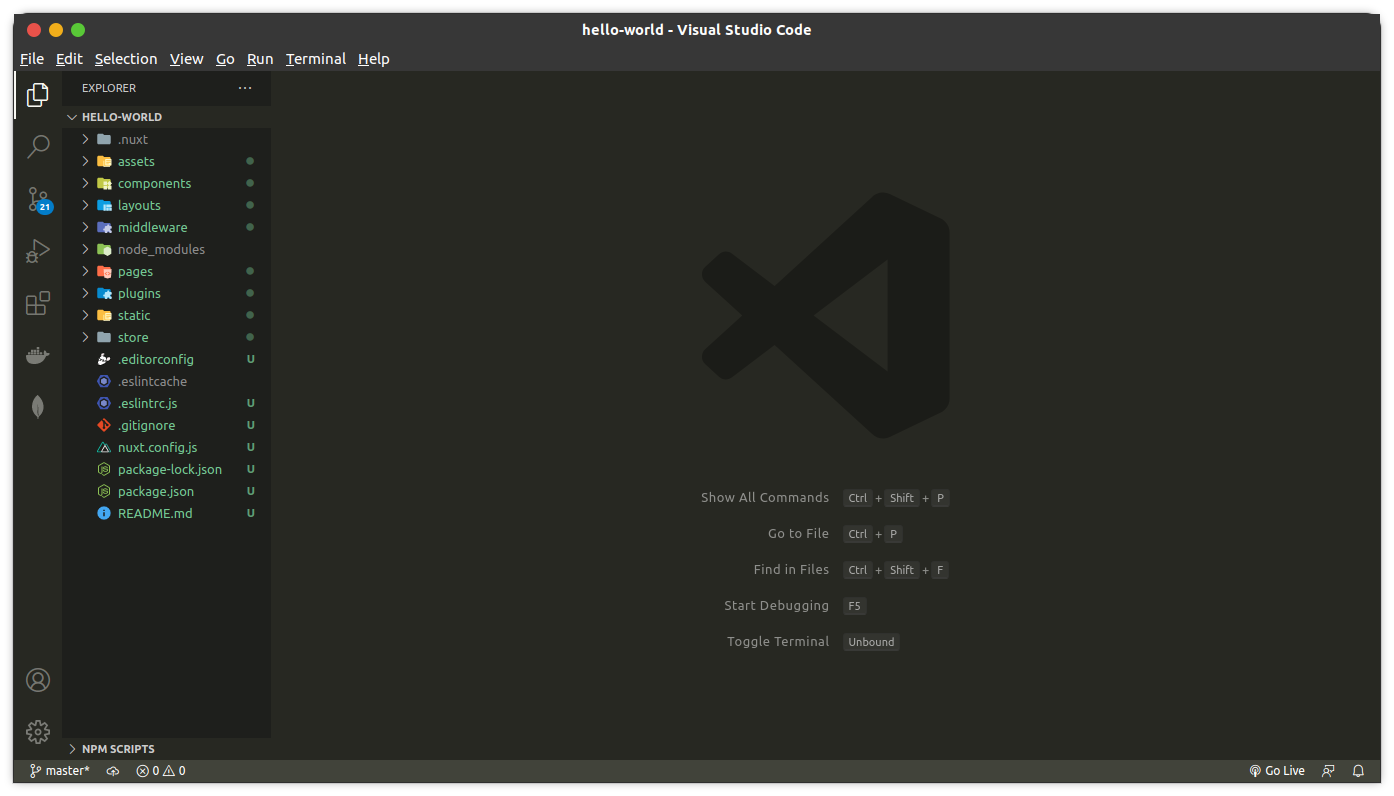 hello-world - Visual Studio Code
File Edit Selection View Go Run Terminal Help
EXPLORER ...
HELLO-WORLD
.nuxt
assets
components
layouts
middleware
node_modules
pages
plugins
static
store
.editorconfig U
.eslintcache
.eslintrc.js U
.gitignore U
nuxt.config.js U
package-lock.json U
package.json U
README.md U
NPM SCRIPTS
21
Show All Commands Ctrl + Shift + P
Go to File Ctrl + P
Find in Files Ctrl + Shift + F
Start Debugging F5
Toggle Terminal Unbound
master* 0 0 Go Live